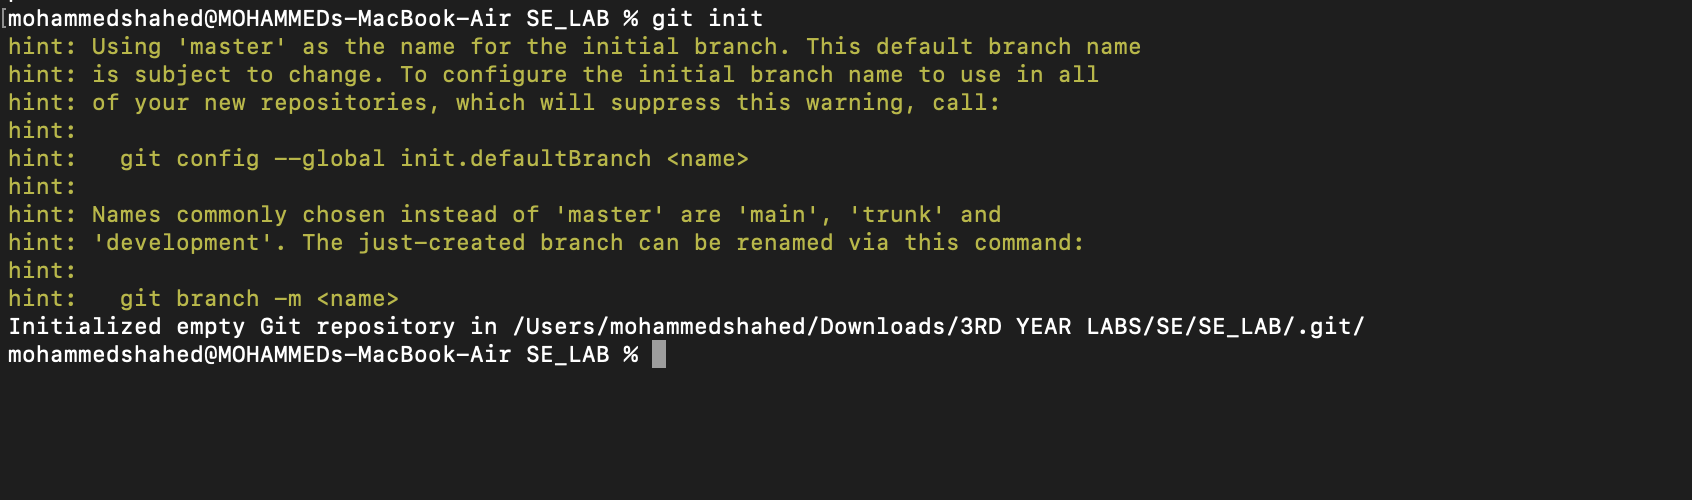 mohammedshahed@MOHAMMEDs-MacBook-Air SE_LAB % git init
hint: Using 'master' as the name for the initial branch. This default branch name
hint: is subject to change. To configure the initial branch name to use in all
hint: of your new repositories, which will suppress this warning, call:
hint:
hint:   git config --global init.defaultBranch <name>
hint:
hint: Names commonly chosen instead of 'master' are 'main', 'trunk' and
hint: 'development'. The just-created branch can be renamed via this command:
hint:
hint:   git branch -m <name>
Initialized empty Git repository in /Users/mohammedshahed/Downloads/3RD YEAR LABS/SE/SE_LAB/.git/
mohammedshahed@MOHAMMEDs-MacBook-Air SE_LAB %